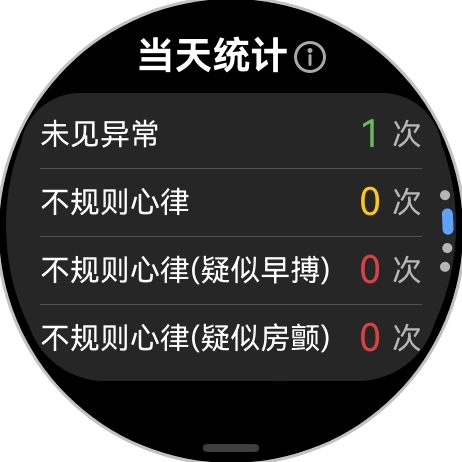 当天统计
未见异常 1 次
不规则心律 0 次
不规则心律(疑似早搏) 0 次
不规则心律(疑似房颤) 0 次